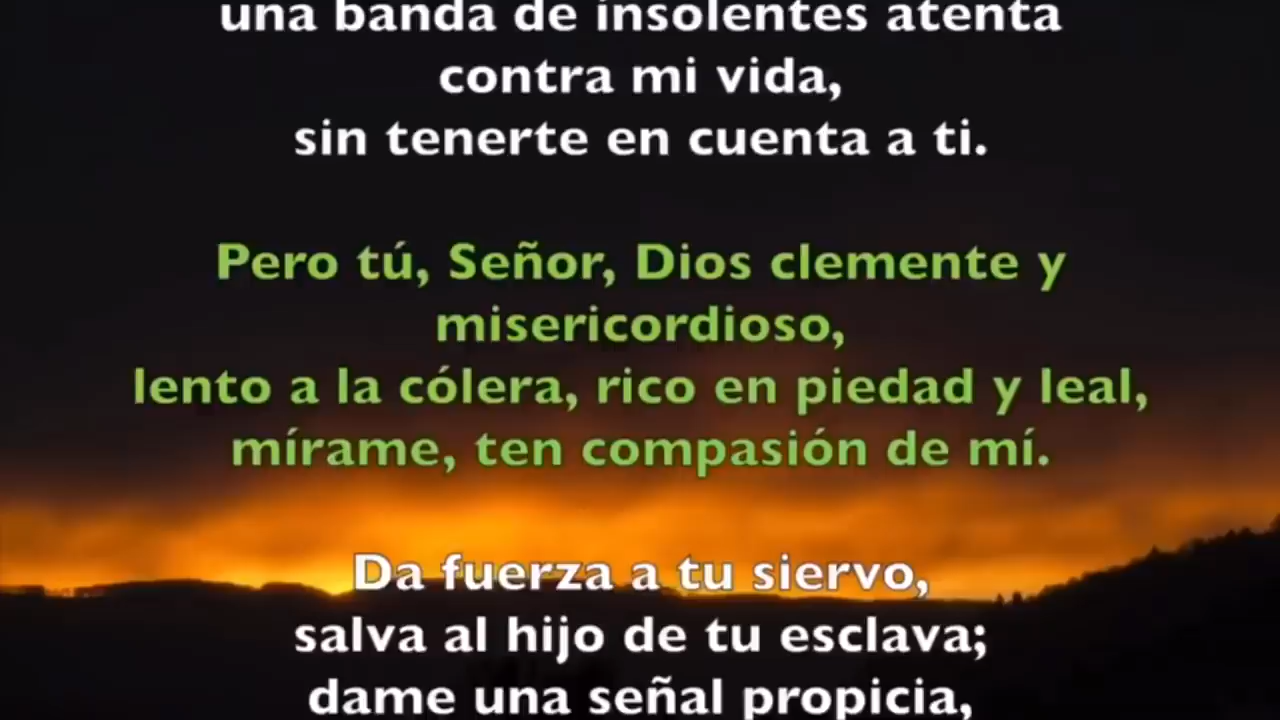 una banda de insolentes atenta
contra mi vida,
sin tenerte en cuenta a ti.
Pero tú, Señor, Dios clemente y
misericordioso,
lento a la cólera, rico en piedad y leal,
mírame, ten compasión de mí.
Da fuerza a tu siervo,
salva al hijo de tu esclava;
dame una señal propicia,